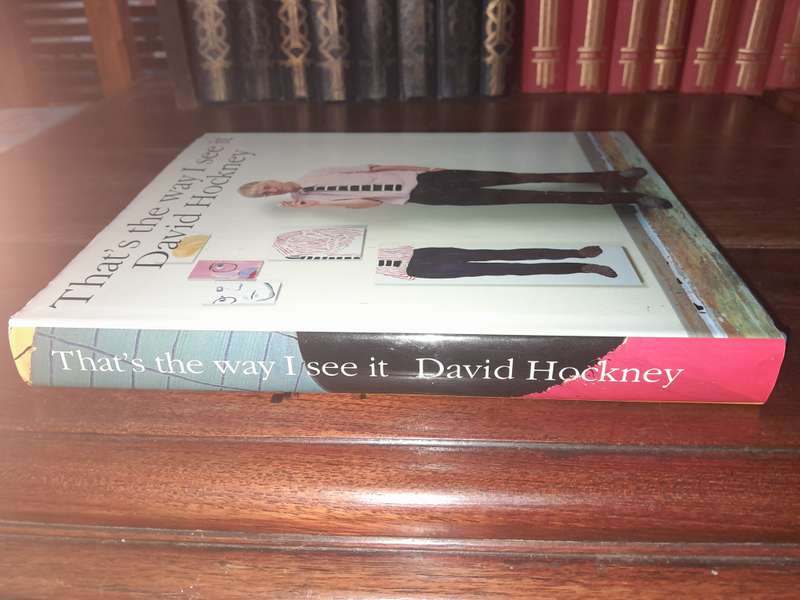 That's the way I see it
David Hockney
That's the way I see it David Hockney